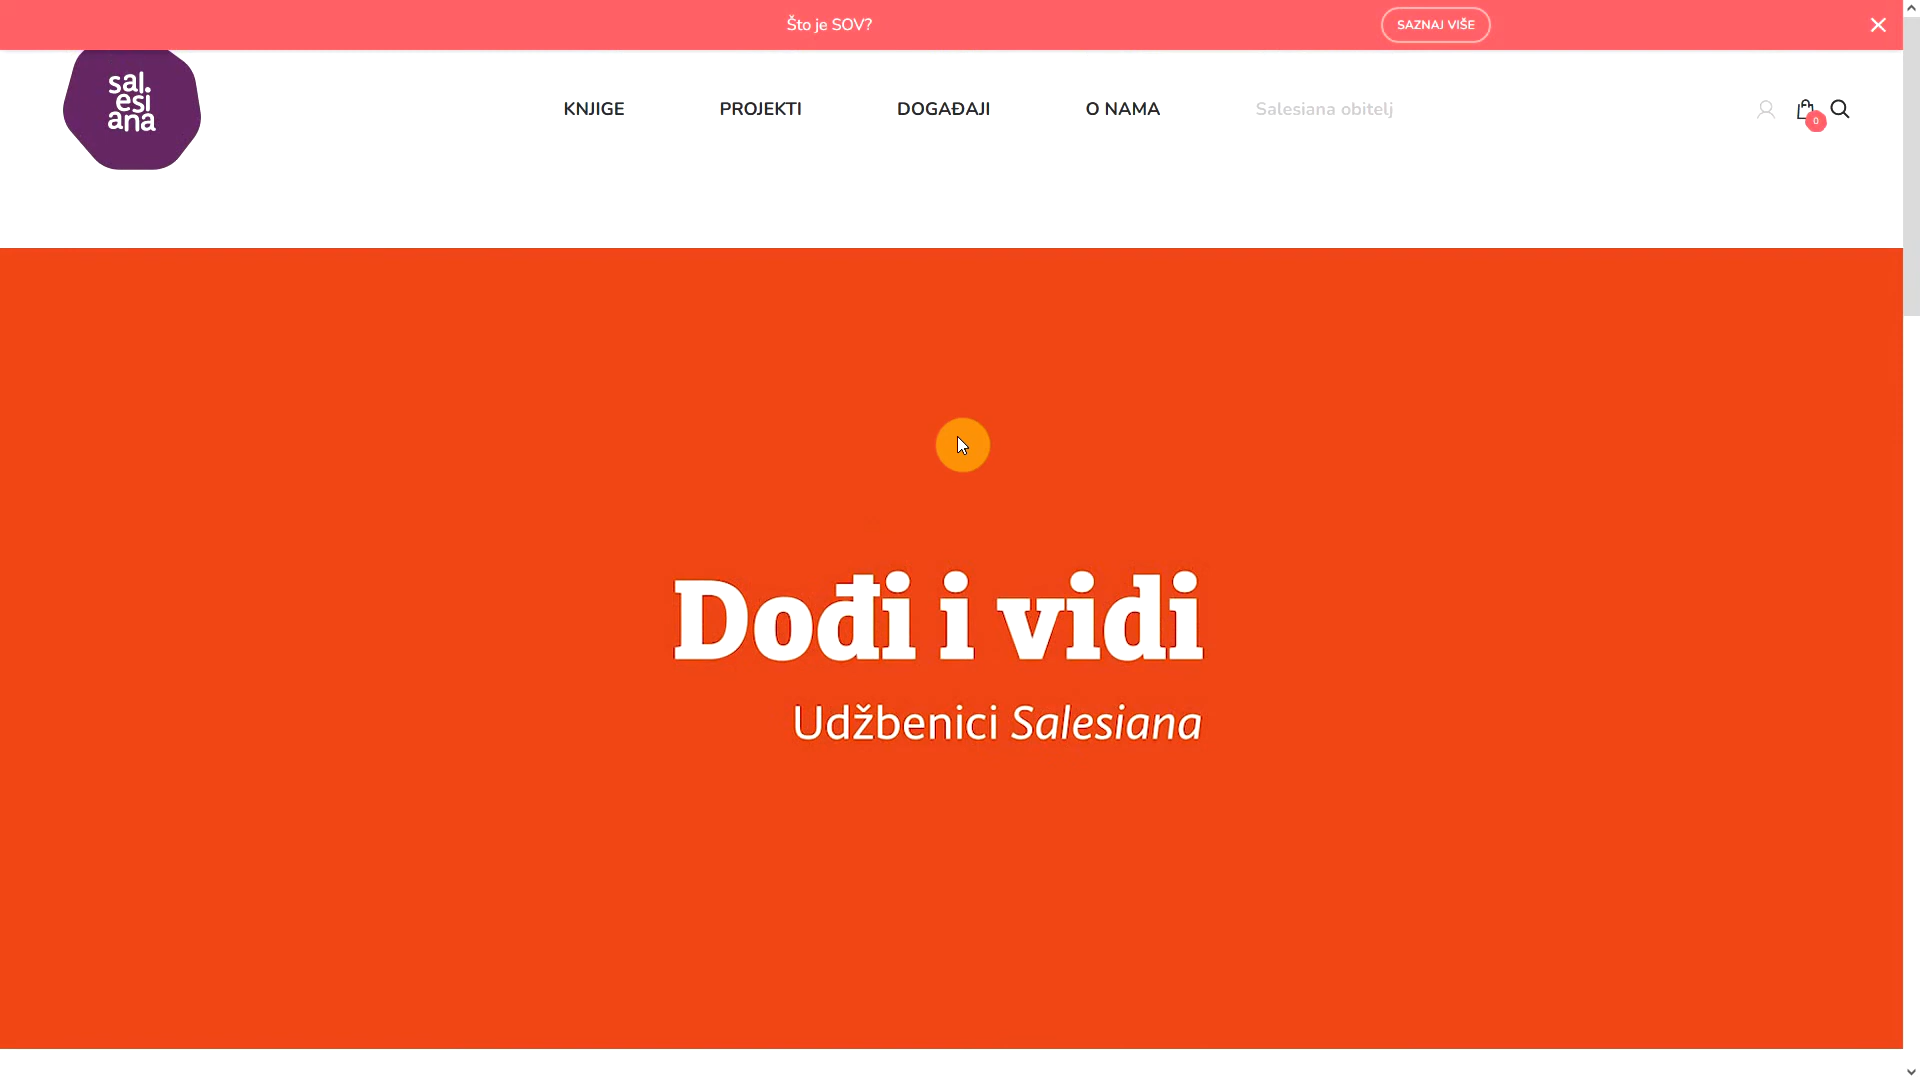 Što je SOV?
SAZNAJ VIŠE
sal.
esi
ana
KNJIGE
PROJEKTI
DOGAĐAJI
O NAMA
Salesiana obitelj
0
Dođi i vidi
Udžbenici Salesiana